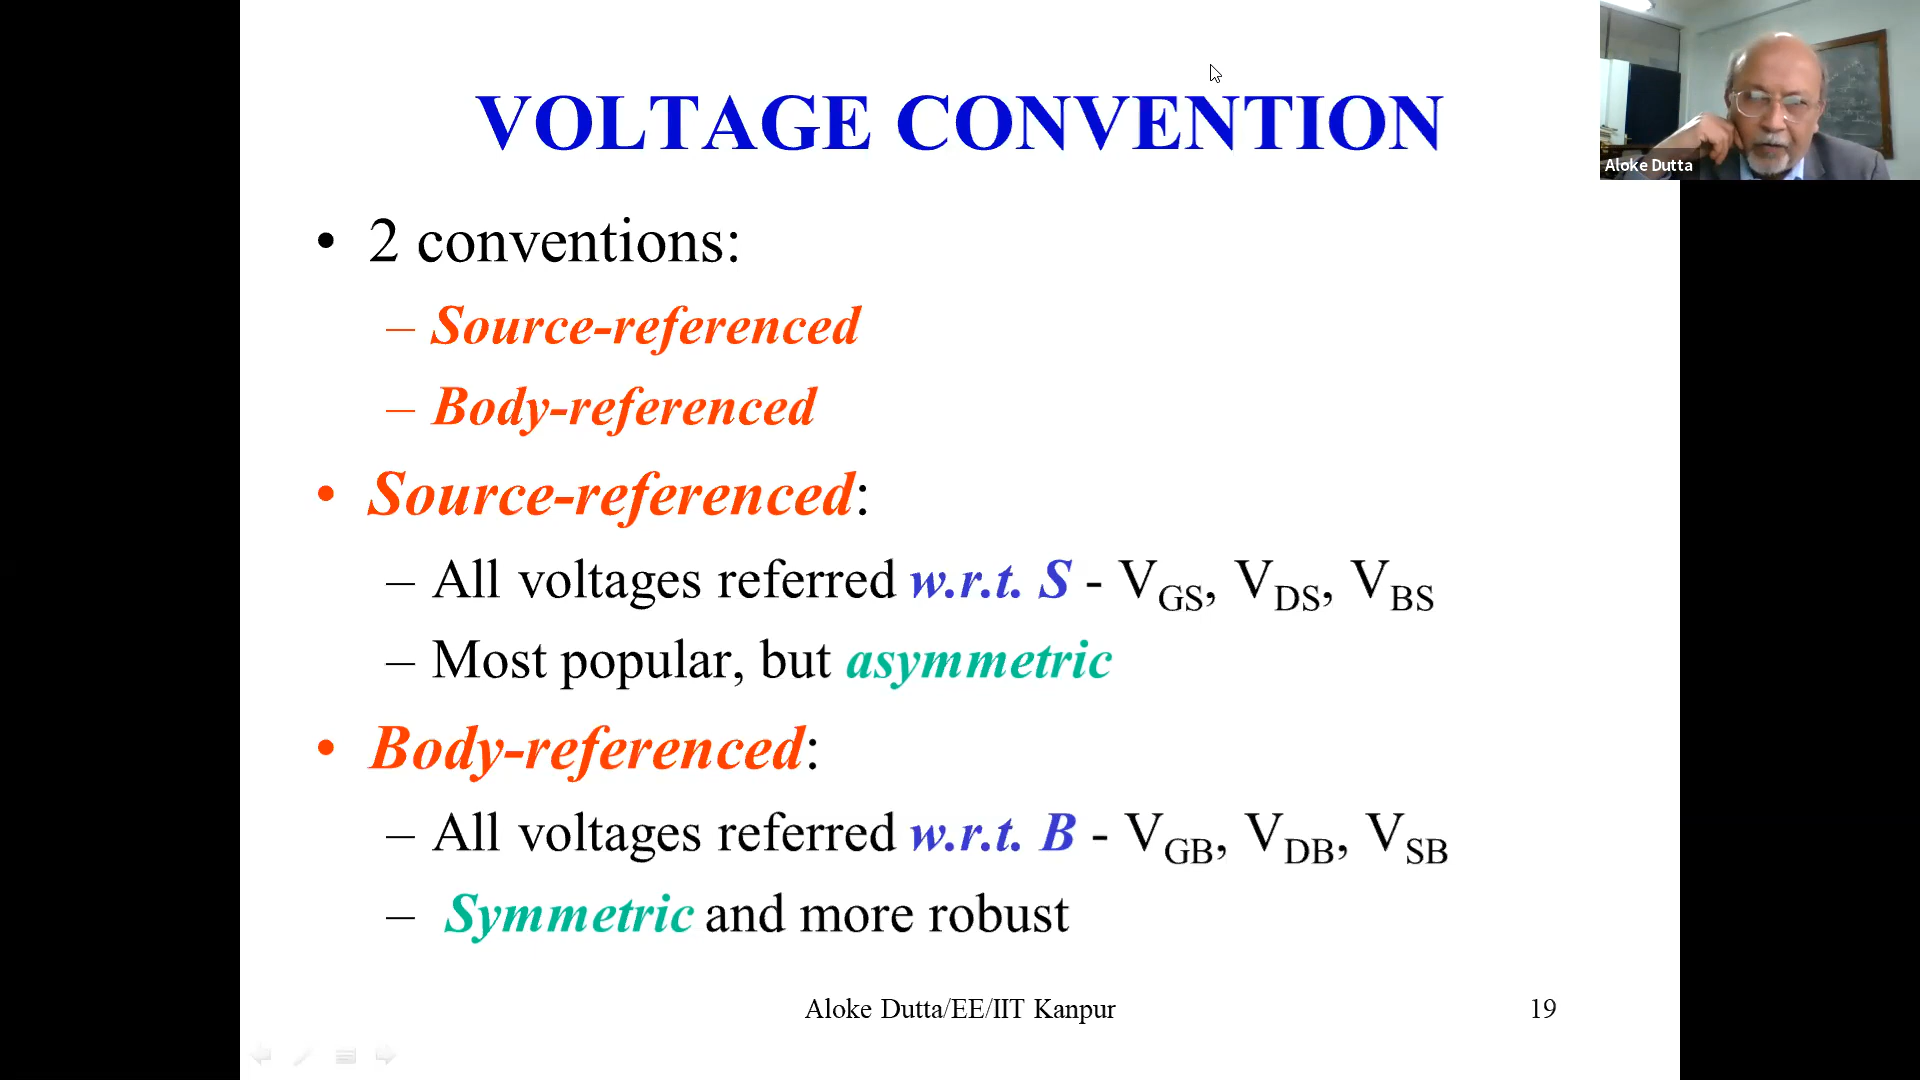 VOLTAGE CONVENTION
Aloke Dutta
• 2 conventions:
– Source-referenced
– Body-referenced
• Source-referenced:
– All voltages referred w.r.t. S - V_GS, V_DS, V_BS
– Most popular, but asymmetric
• Body-referenced:
– All voltages referred w.r.t. B - V_GB, V_DB, V_SB
– Symmetric and more robust
Aloke Dutta/EE/IIT Kanpur 19